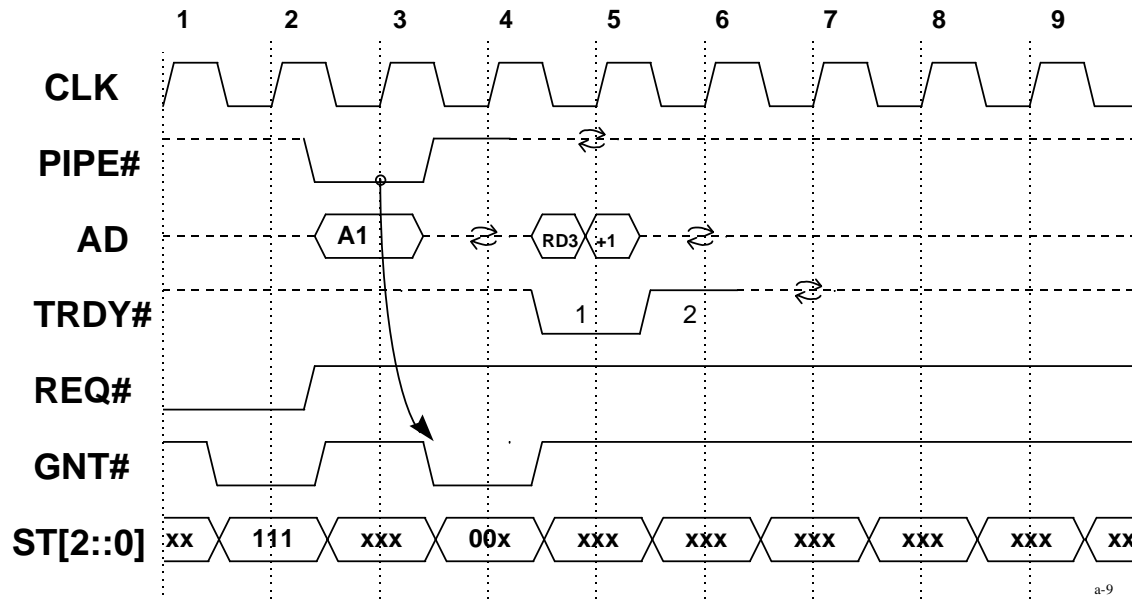 1 2 3 4 5 6 7 8 9
CLK
PIPE#
AD A1 RD3 +1
TRDY# 1 2
REQ#
GNT#
ST[2::0] xx 111 xxx 00x xxx xxx xxx xxx xxx xx
a-9